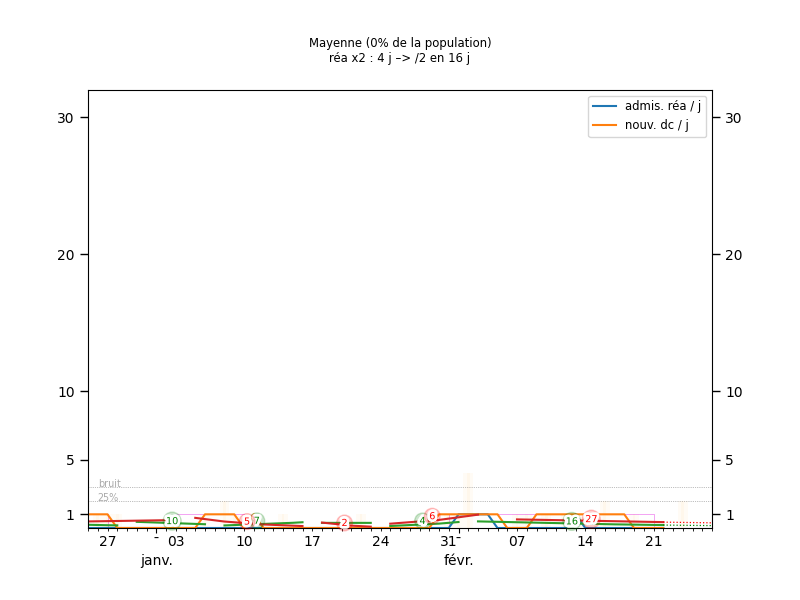 Mayenne (0% de la population)
réa x2 : 4 j –> /2 en 16 j
admis. réa / j
nouv. dc / j
30 30
20 20
10 10
5 5
bruit
25%
1 1
10 5 7 2 4 6 16 27
27 - 03 10 17 24 31 07 14 21
janv. févr.